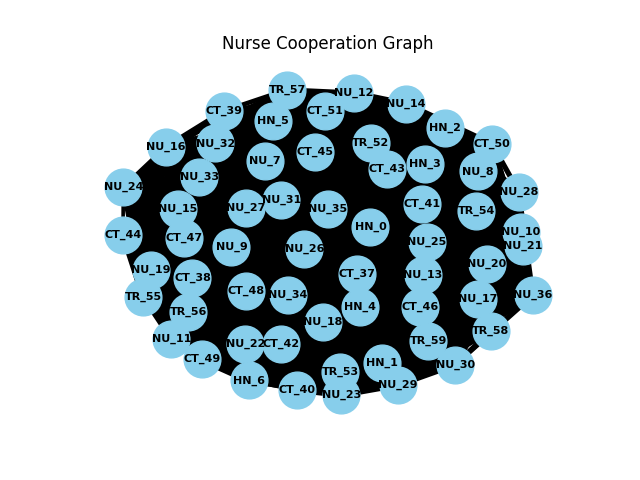 Nurse Cooperation Graph
TR_57
NU_12
NU_14
CT_39
CT_51
HN_5
HN_2
NU_16
NU_32
TR_52
CT_50
CT_45
NU_7
HN_3
CT_43
NU_8
NU_33
NU_24
NU_28
NU_31
CT_41
NU_15
NU_27
NU_35
TR_54
HN_0
NU_10
CT_44
CT_47
NU_25
NU_21
NU_9
NU_26
NU_20
NU_19
CT_37
NU_13
CT_38
CT_48
NU_34
NU_36
TR_55
NU_17
HN_4
CT_46
TR_56
NU_18
TR_58
NU_11
TR_59
NU_22
CT_42
CT_49
HN_1
NU_30
TR_53
HN_6
NU_29
CT_40
NU_23